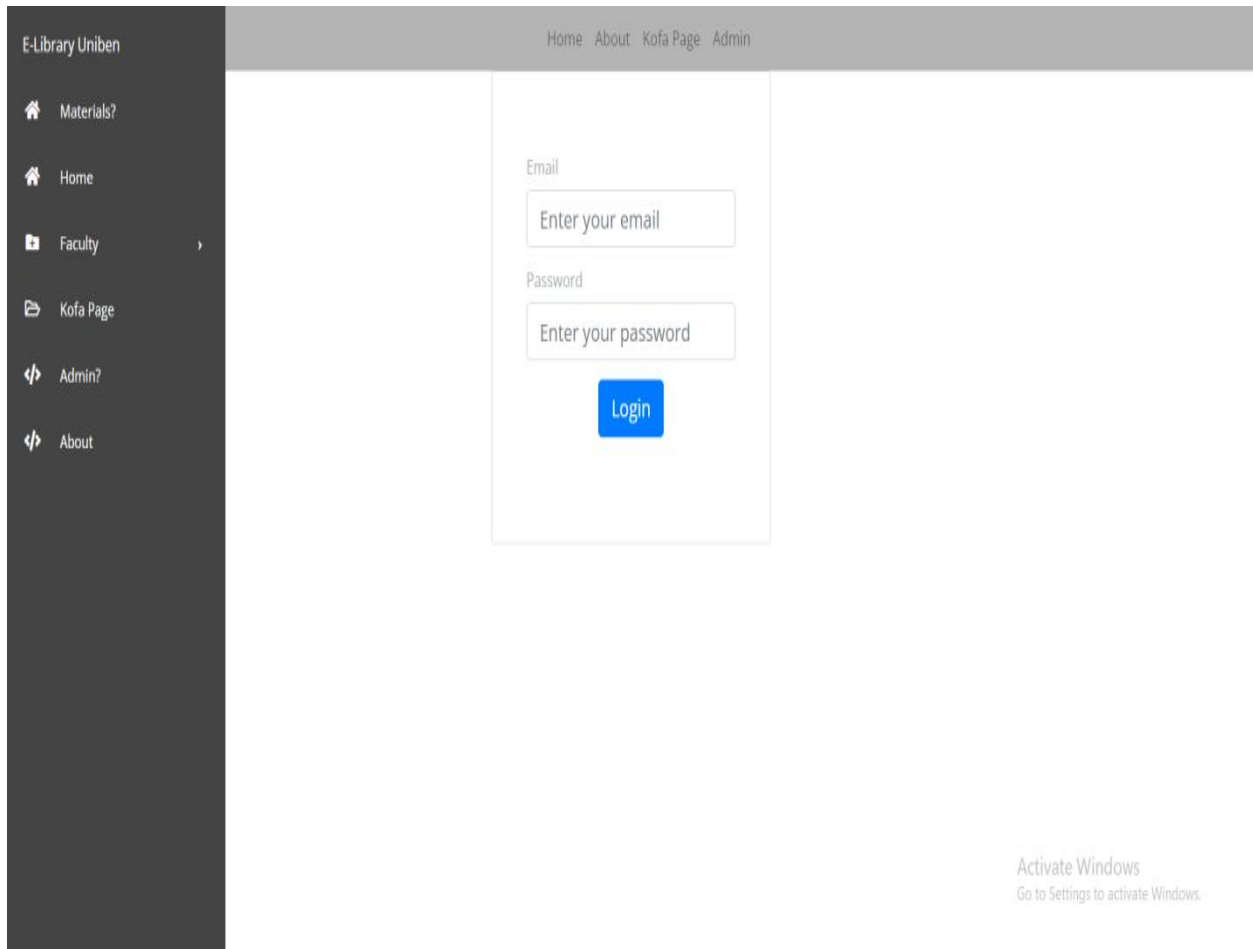 E-Library Uniben
Materials?
Home
Faculty
Kofa Page
Admin?
About
Home About Kofa Page Admin
Email
Enter your email
Password
Enter your password
Login
Activate Windows
Go to Settings to activate Windows.